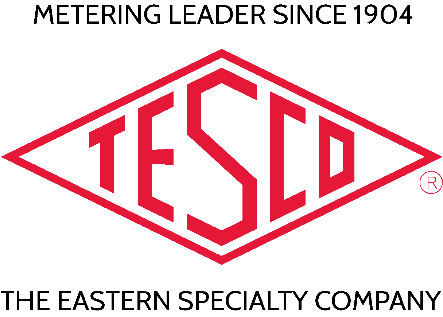 METERING LEADER SINCE 1904
TESCO
®
THE EASTERN SPECIALTY COMPANY